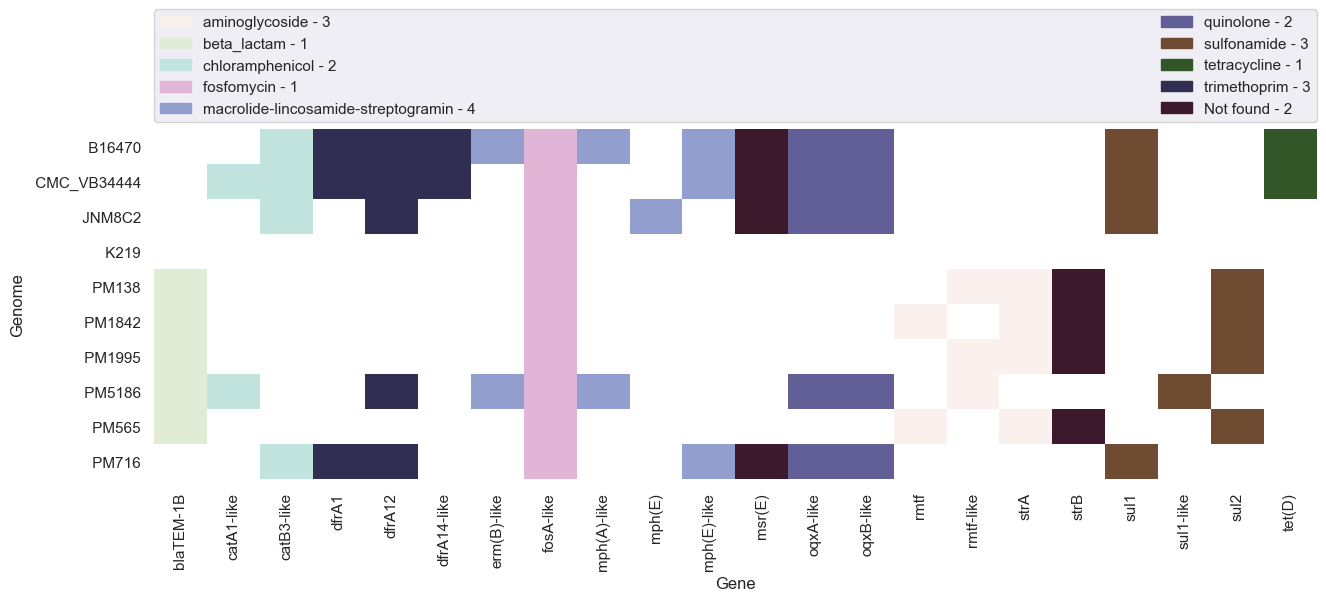 aminoglycoside - 3
beta_lactam - 1
chloramphenicol - 2
fosfomycin - 1
macrolide-lincosamide-streptogramin - 4
quinolone - 2
sulfonamide - 3
tetracycline - 1
trimethoprim - 3
Not found - 2
Genome
B16470
CMC_VB34444
JNM8C2
K219
PM138
PM1842
PM1995
PM5186
PM565
PM716
blaTEM-1B
catA1-like
catB3-like
dfrA1
dfrA12
dfrA14-like
erm(B)-like
fosA-like
mph(A)-like
mph(E)
mph(E)-like
msr(E)
oqxA-like
oqxB-like
rmtf
rmtf-like
strA
strB
sul1
sul1-like
sul2
tet(D)
Gene